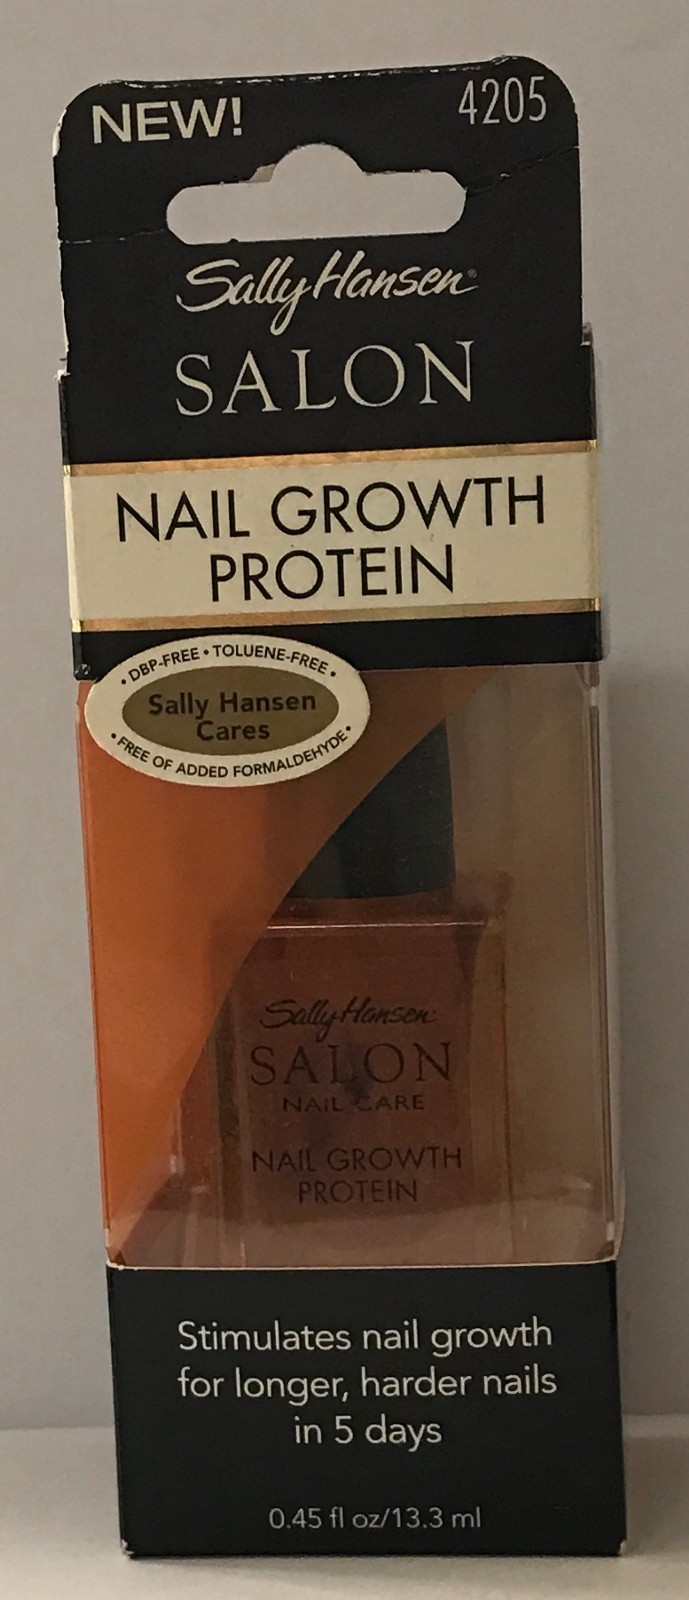 NEW!
4205
Sally Hansen®
SALON
NAIL GROWTH
PROTEIN
• DBP-FREE • TOLUENE-FREE •
Sally Hansen
Cares
• FREE OF ADDED FORMALDEHYDE •
Sally Hansen
SALON
NAIL CARE
NAIL GROWTH
PROTEIN
Stimulates nail growth
for longer, harder nails
in 5 days
0.45 fl oz/13.3 ml